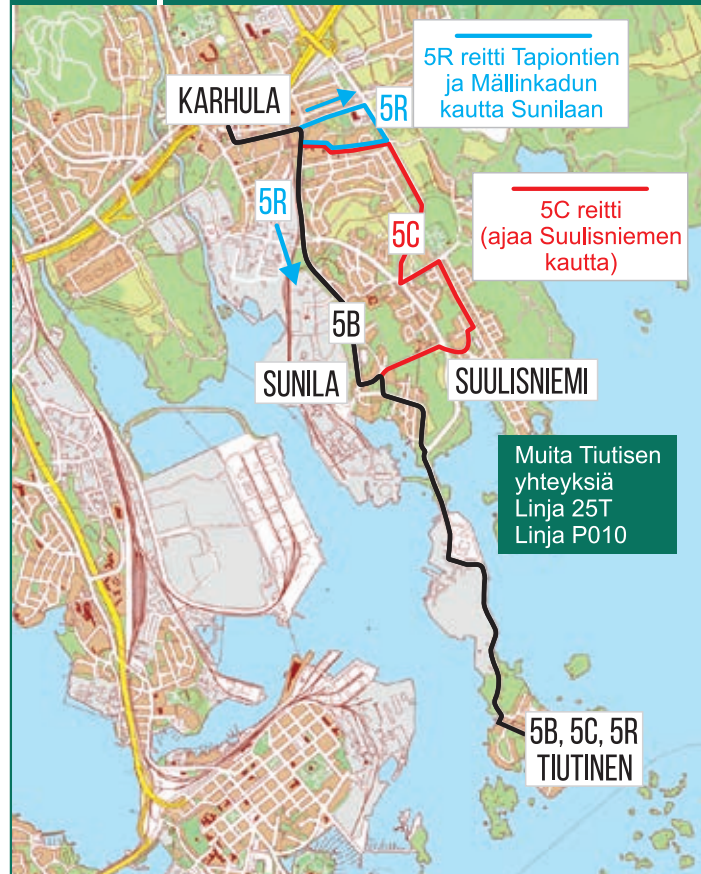 5R reitti Tapiontien
ja Mällinkadun
kautta Sunilaan
KARHULA
5R
5R
5C reitti
(ajaa Suulisniemen
kautta)
5C
5B
SUNILA
SUULISNIEMI
Muita Tiutisen
yhteyksiä
Linja 25T
Linja P010
5B, 5C, 5R
TIUTINEN